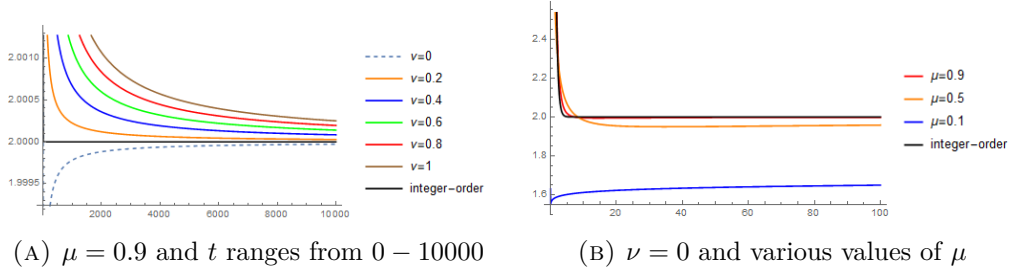 2.0010
2.0005
2.0000
1.9995
2000
4000
6000
8000
10000
ν=0
ν=0.2
ν=0.4
ν=0.6
ν=0.8
ν=1
integer-order
2.4
2.2
2.0
1.8
1.6
20
40
60
80
100
μ=0.9
μ=0.5
μ=0.1
integer-order
(A) μ = 0.9 and t ranges from 0 − 10000
(B) ν = 0 and various values of μ